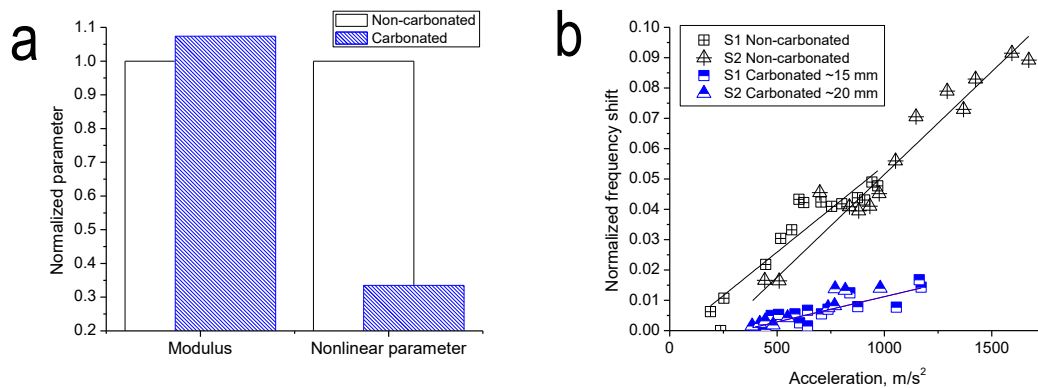 a
Normalized parameter
1.1
1.0
0.9
0.8
0.7
0.6
0.5
0.4
0.3
0.2
Non-carbonated
Carbonated
Modulus
Nonlinear parameter
b
Normalized frequency shift
0.10
0.09
0.08
0.07
0.06
0.05
0.04
0.03
0.02
0.01
0.00
S1 Non-carbonated
S2 Non-carbonated
S1 Carbonated ~15 mm
S2 Carbonated ~20 mm
0
500
1000
1500
Acceleration, m/s²